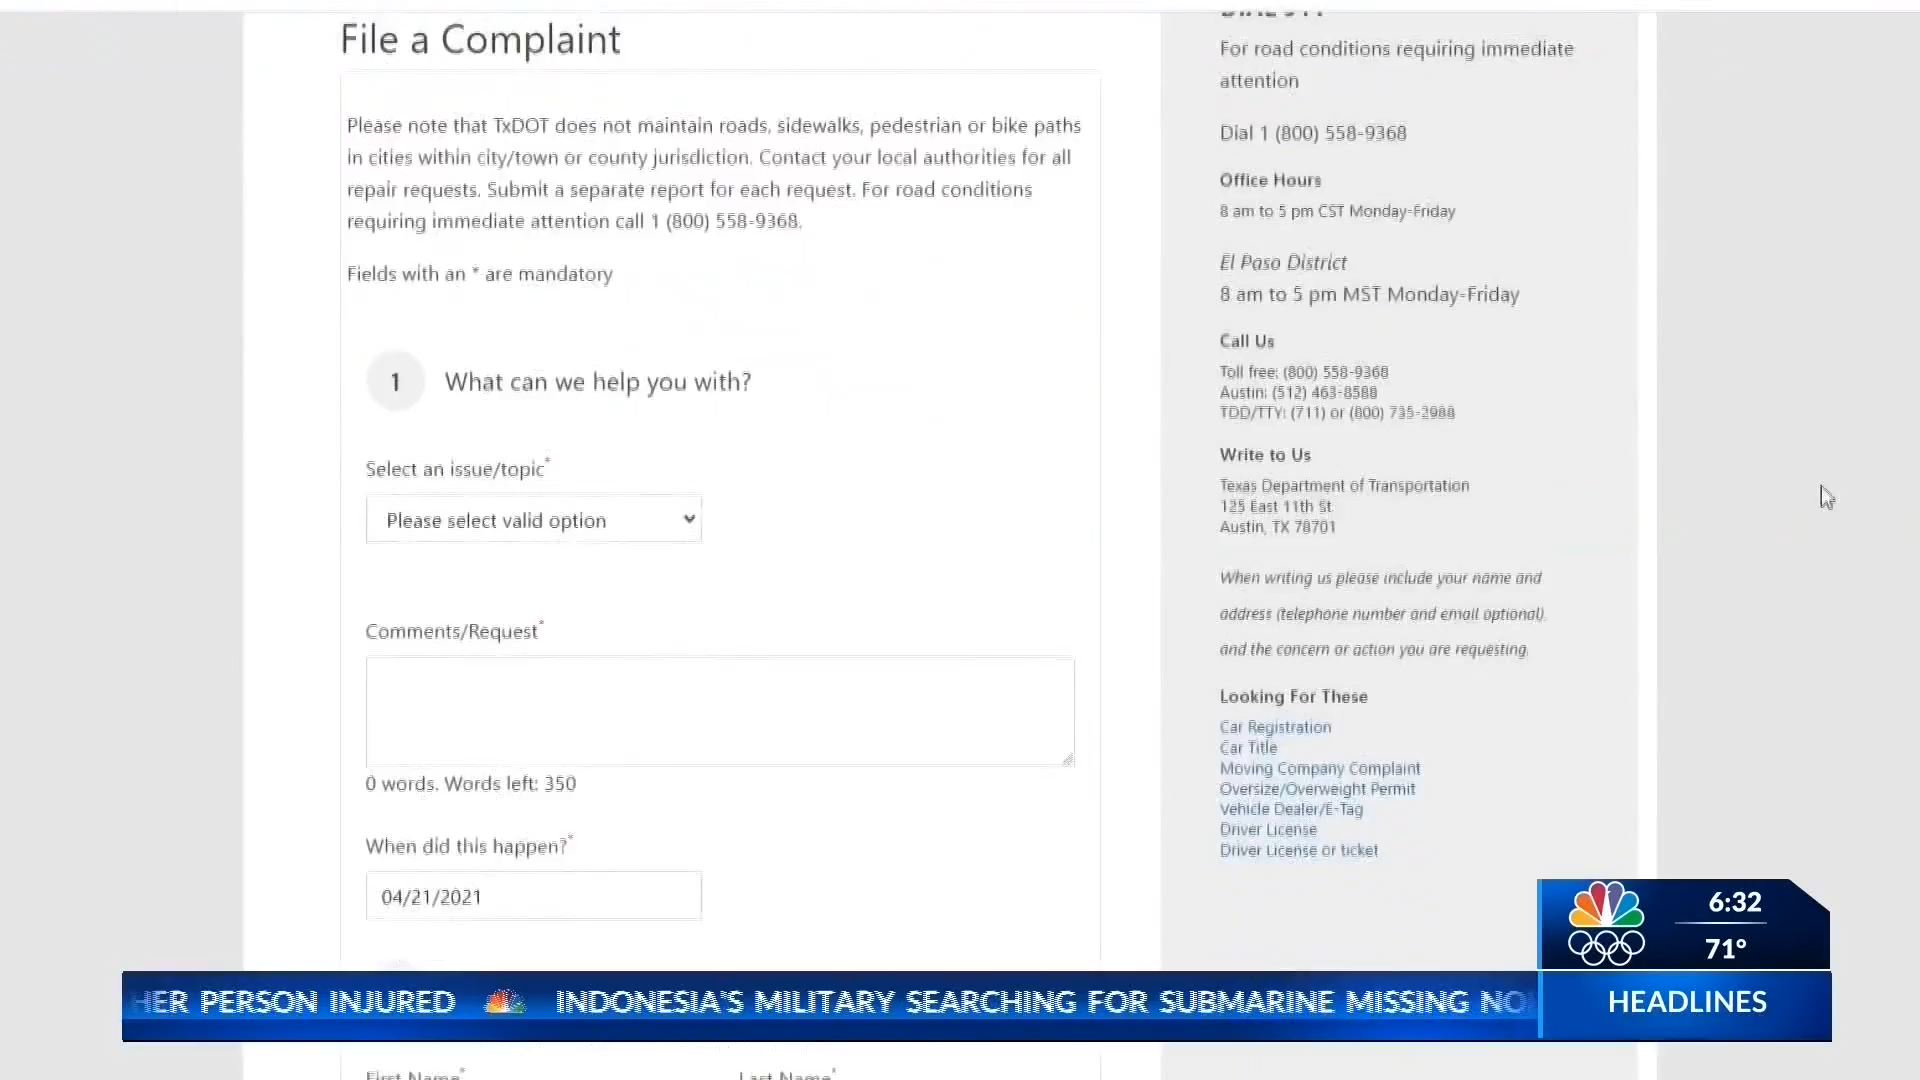 File a Complaint
Please note that TxDOT does not maintain roads, sidewalks, pedestrian or bike paths
in cities within city/town or county jurisdiction. Contact your local authorities for all
repair requests. Submit a separate report for each request. For road conditions
requiring immediate attention call 1 (800) 558-9368.
Fields with an * are mandatory
1 What can we help you with?
Select an issue/topic*
Please select valid option
Comments/Request*
0 words. Words left: 350
When did this happen?*
04/21/2021
First Name*
Last Name*
For road conditions requiring immediate
attention
Dial 1 (800) 558-9368
Office Hours
8 am to 5 pm CST Monday-Friday
El Paso District
8 am to 5 pm MST Monday-Friday
Call Us
Toll free: (800) 558-9368
Austin: (512) 463-8588
TDD/TTY: (711) or (800) 735-2988
Write to Us
Texas Department of Transportation
125 East 11th St.
Austin, TX 78701
When writing us please include your name and
address (telephone number and email optional),
and the concern or action you are requesting.
Looking For These
Car Registration
Car Title
Moving Company Complaint
Oversize/Overweight Permit
Vehicle Dealer/E-Tag
Driver License
Driver License or ticket
6:32
71°
HER PERSON INJURED INDONESIA'S MILITARY SEARCHING FOR SUBMARINE MISSING
HEADLINES